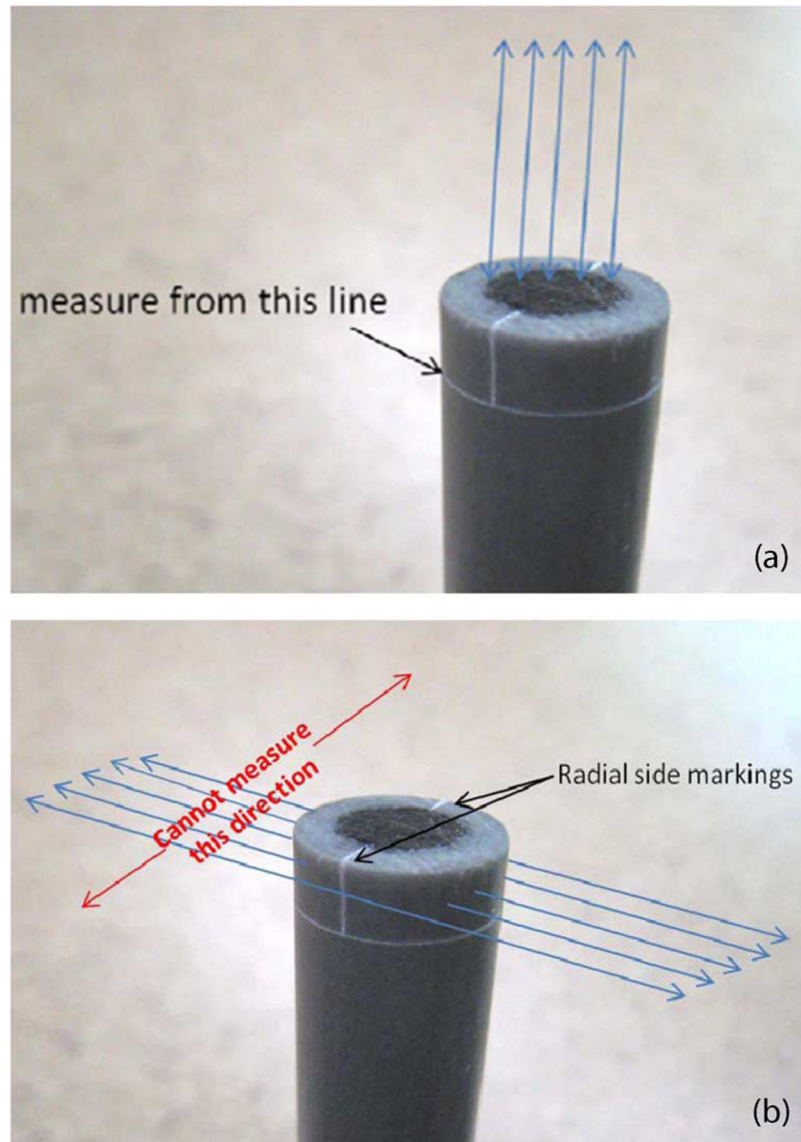 measure from this line
(a)
Cannot measure
this direction
Radial side markings
(b)